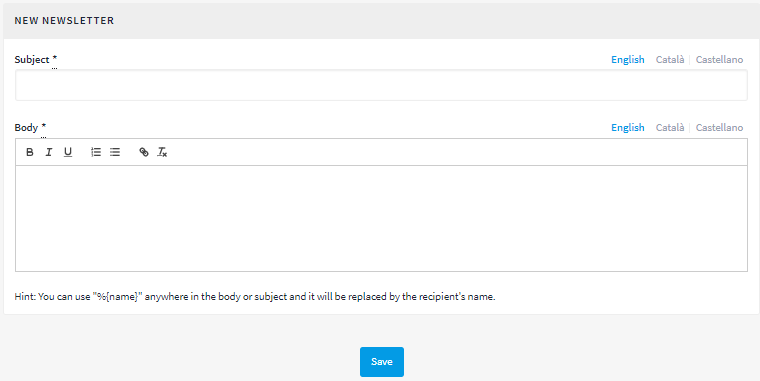 NEW NEWSLETTER
Subject * English Català Castellano
Body * English Català Castellano
B I U
Hint: You can use "%{name}" anywhere in the body or subject and it will be replaced by the recipient's name.
Save